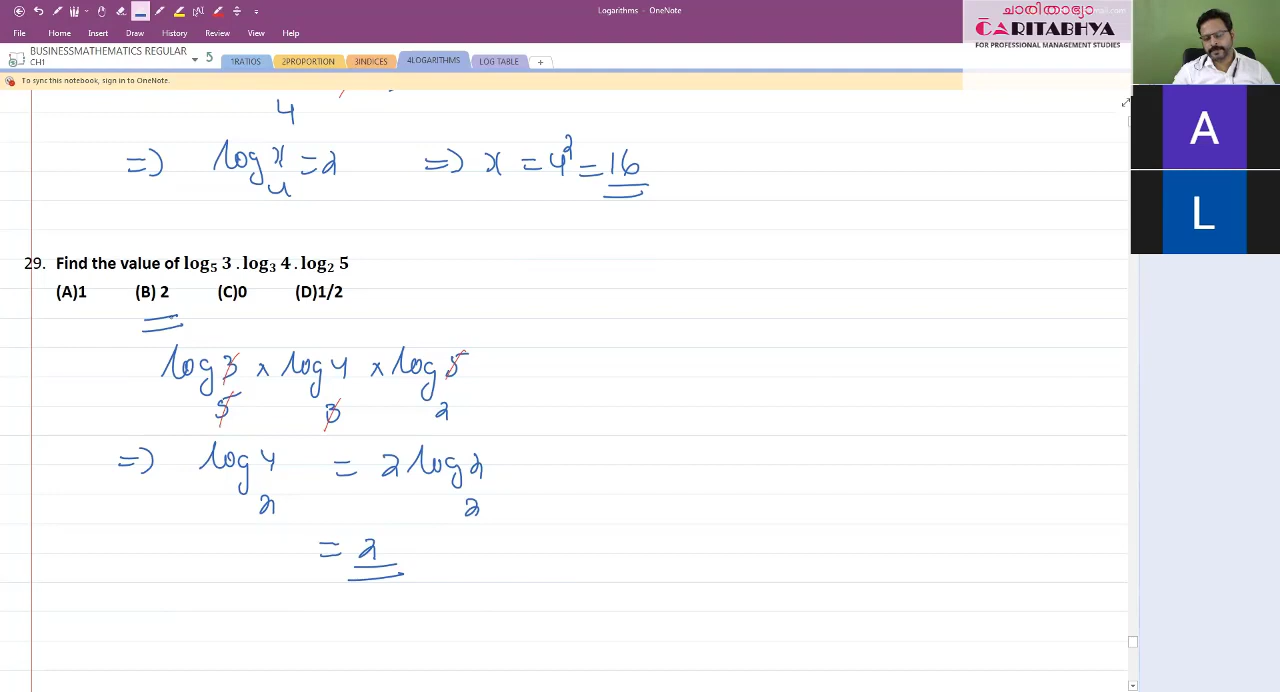 Logarithms - OneNote
ചാരിതാഭ്യാ
CARITABHYA
FOR PROFESSIONAL MANAGEMENT STUDIES
File Home Insert Draw History Review View Help
BUSINESSMATHEMATICS REGULAR
CH1
1RATIOS 2PROPORTION 3INDICES 4LOGARITHMS LOG TABLE
To sync this notebook, sign in to OneNote.
4
=> log₄ x = 2 => x = 4² = 16
29. Find the value of log₅ 3 . log₃ 4 . log₂ 5
(A)1 (B) 2 (C)0 (D)1/2
log₅ 3 × log₃ 4 × log₂ 5
=> log₂ 4 = 2 log₂ 2
= 2
A
L